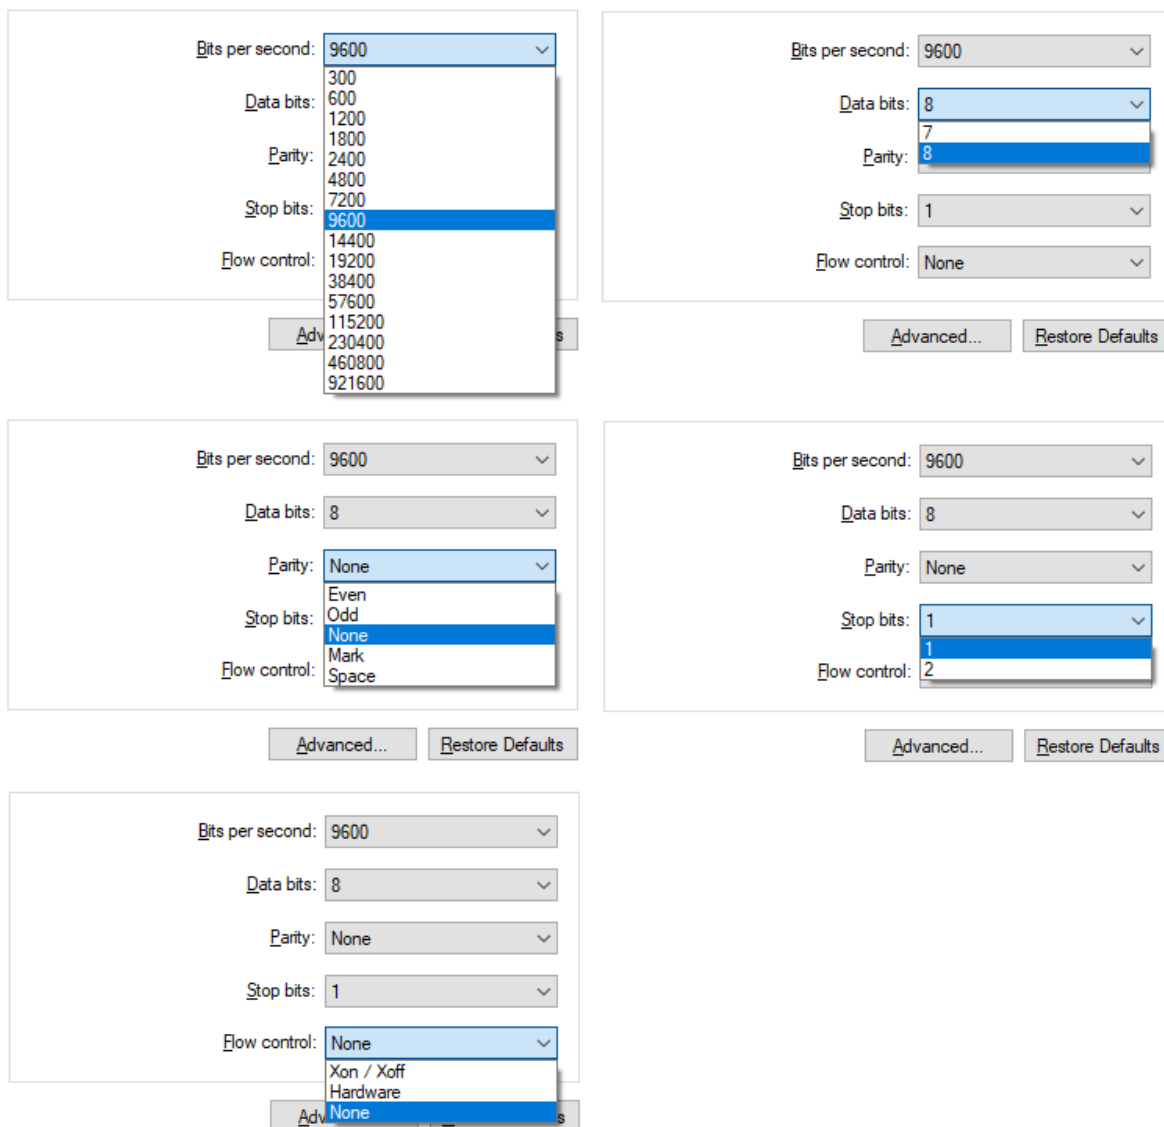 Bits per second: 9600
300
Data bits: 600
1200
1800
Parity: 2400
4800
7200
Stop bits: 9600
14400
Flow control: 19200
38400
57600
115200
230400
460800
921600
Bits per second: 9600
Data bits: 8
7
Parity: 8
Stop bits: 1
Flow control: None
Advanced... Restore Defaults
Bits per second: 9600
Data bits: 8
Parity: None
Even
Stop bits: Odd
None
Mark
Flow control: Space
Advanced... Restore Defaults
Bits per second: 9600
Data bits: 8
Parity: None
Stop bits: 1
1
Flow control: 2
Advanced... Restore Defaults
Bits per second: 9600
Data bits: 8
Parity: None
Stop bits: 1
Flow control: None
Xon / Xoff
Hardware
None